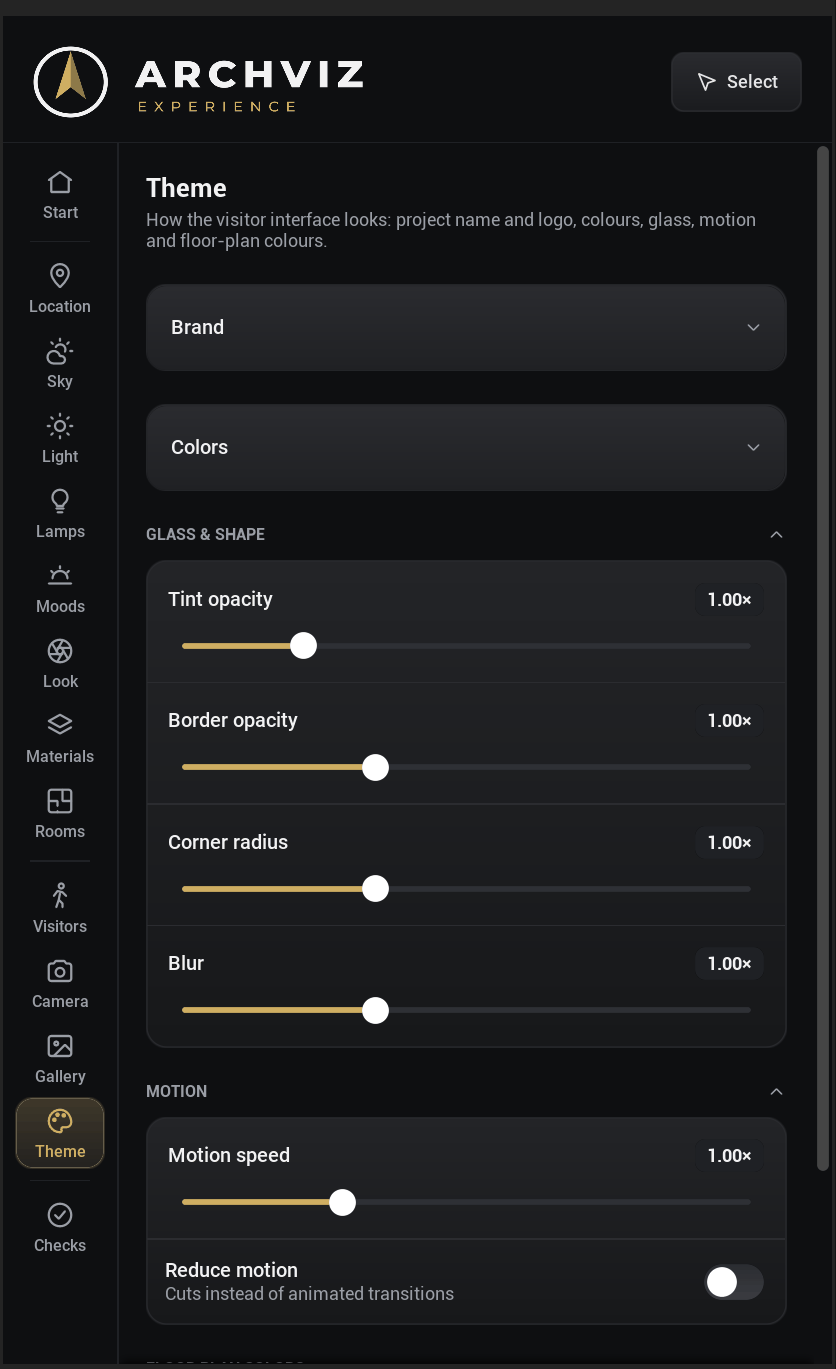 ARCHVIZ
EXPERIENCE
Select
Start
Location
Sky
Light
Lamps
Moods
Look
Materials
Rooms
Visitors
Camera
Gallery
Theme
Checks
Theme
How the visitor interface looks: project name and logo, colours, glass, motion
and floor-plan colours.
Brand
Colors
GLASS & SHAPE
Tint opacity 1.00×
Border opacity 1.00×
Corner radius 1.00×
Blur 1.00×
MOTION
Motion speed 1.00×
Reduce motion
Cuts instead of animated transitions